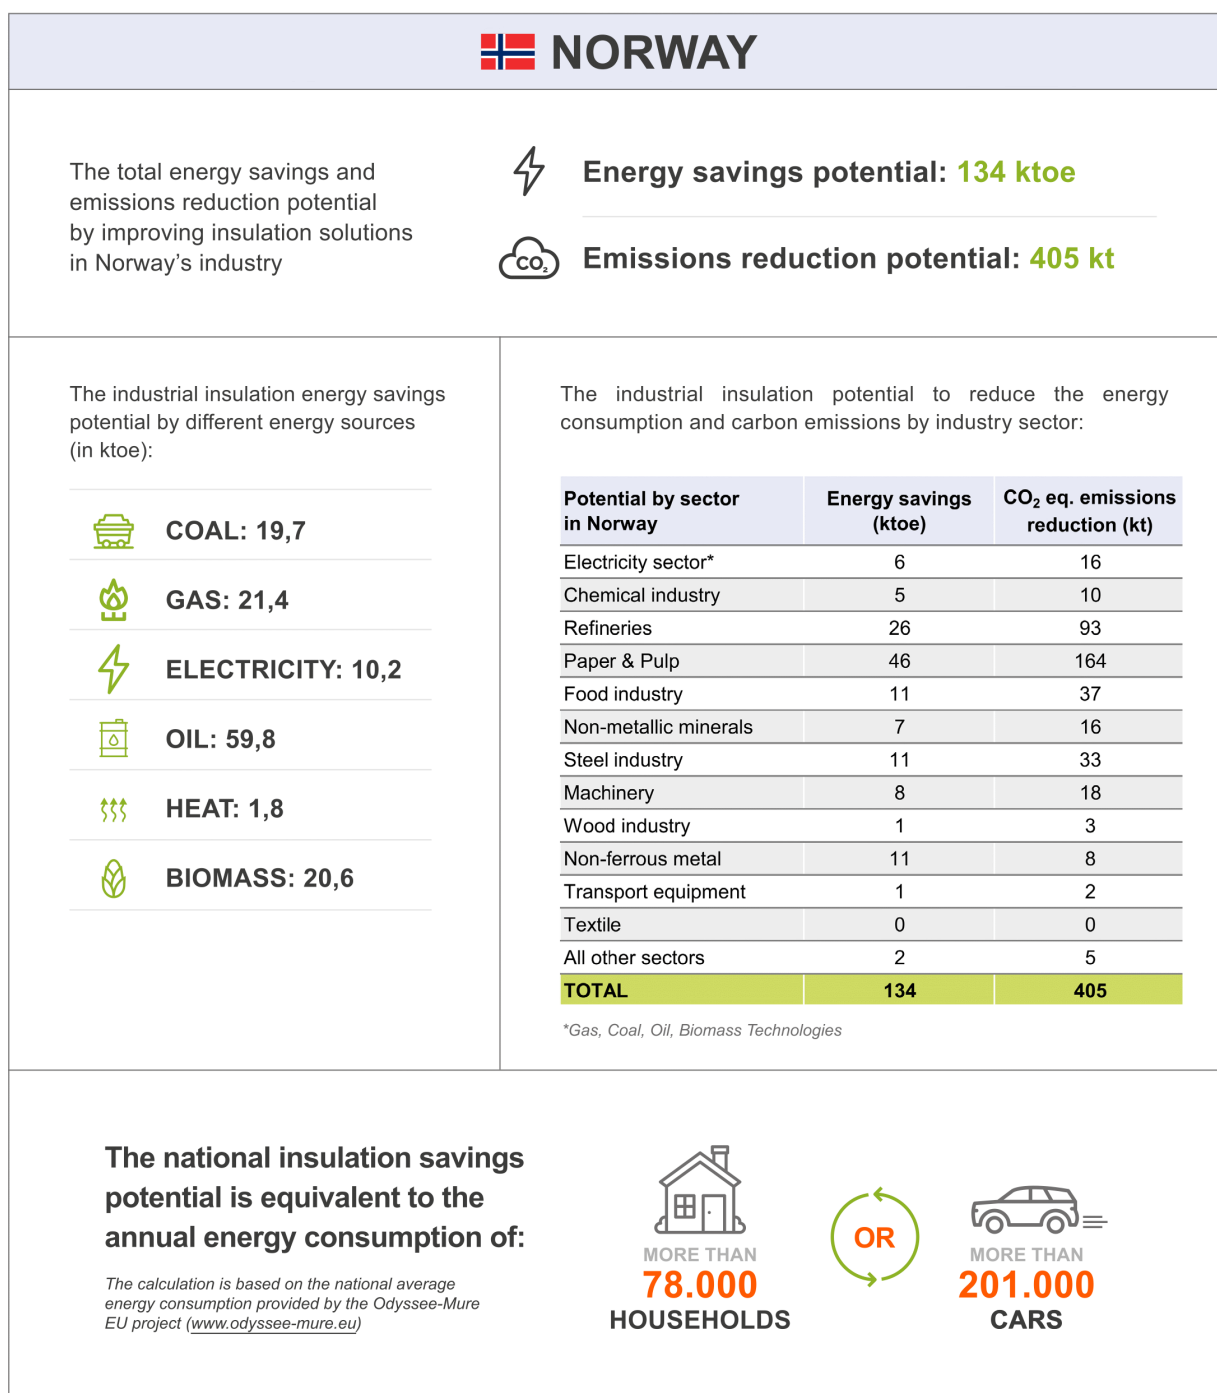 NORWAY
The total energy savings and
emissions reduction potential
by improving insulation solutions
in Norway's industry
Energy savings potential: 134 ktoe
CO₂
Emissions reduction potential: 405 kt
The industrial insulation energy savings
potential by different energy sources
(in ktoe):
COAL: 19,7
GAS: 21,4
ELECTRICITY: 10,2
OIL: 59,8
HEAT: 1,8
BIOMASS: 20,6
The industrial insulation potential to reduce the energy
consumption and carbon emissions by industry sector:
Potential by sector in Norway Energy savings (ktoe) CO₂ eq. emissions reduction (kt)
Electricity sector* 6 16
Chemical industry 5 10
Refineries 26 93
Paper & Pulp 46 164
Food industry 11 37
Non-metallic minerals 7 16
Steel industry 11 33
Machinery 8 18
Wood industry 1 3
Non-ferrous metal 11 8
Transport equipment 1 2
Textile 0 0
All other sectors 2 5
TOTAL 134 405
*Gas, Coal, Oil, Biomass Technologies
The national insulation savings
potential is equivalent to the
annual energy consumption of:
The calculation is based on the national average
energy consumption provided by the Odyssee-Mure
EU project (www.odyssee-mure.eu)
MORE THAN
78.000
HOUSEHOLDS
OR
MORE THAN
201.000
CARS